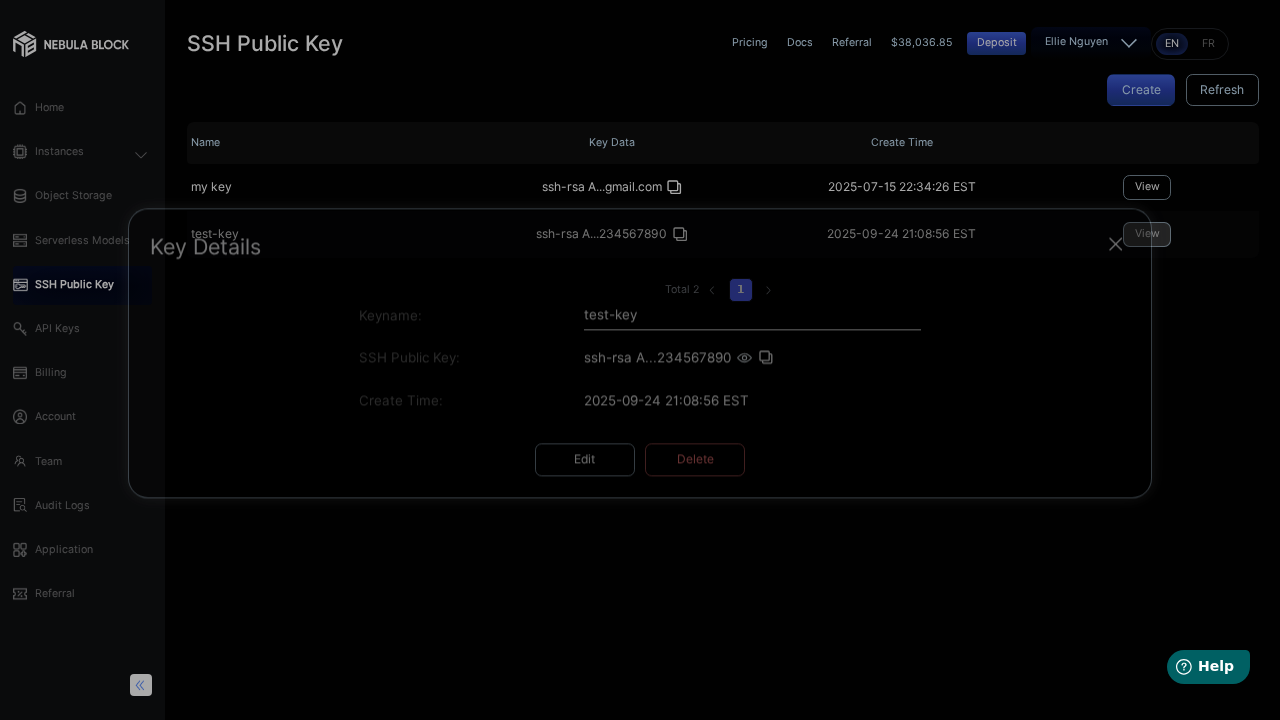 NEBULA BLOCK
SSH Public Key
Pricing
Docs
Referral
$38,036.85
Deposit
Ellie Nguyen
EN
FR
Create
Refresh
Home
Instances
Object Storage
Serverless Models
SSH Public Key
API Keys
Billing
Account
Team
Audit Logs
Application
Referral
Name
Key Data
Create Time
my key
ssh-rsa A...gmail.com
2025-07-15 22:34:26 EST
View
test-key
ssh-rsa A...234567890
2025-09-24 21:08:56 EST
View
Total 2
1
Key Details
Keyname:
test-key
SSH Public Key:
ssh-rsa A...234567890
Create Time:
2025-09-24 21:08:56 EST
Edit
Delete
Help